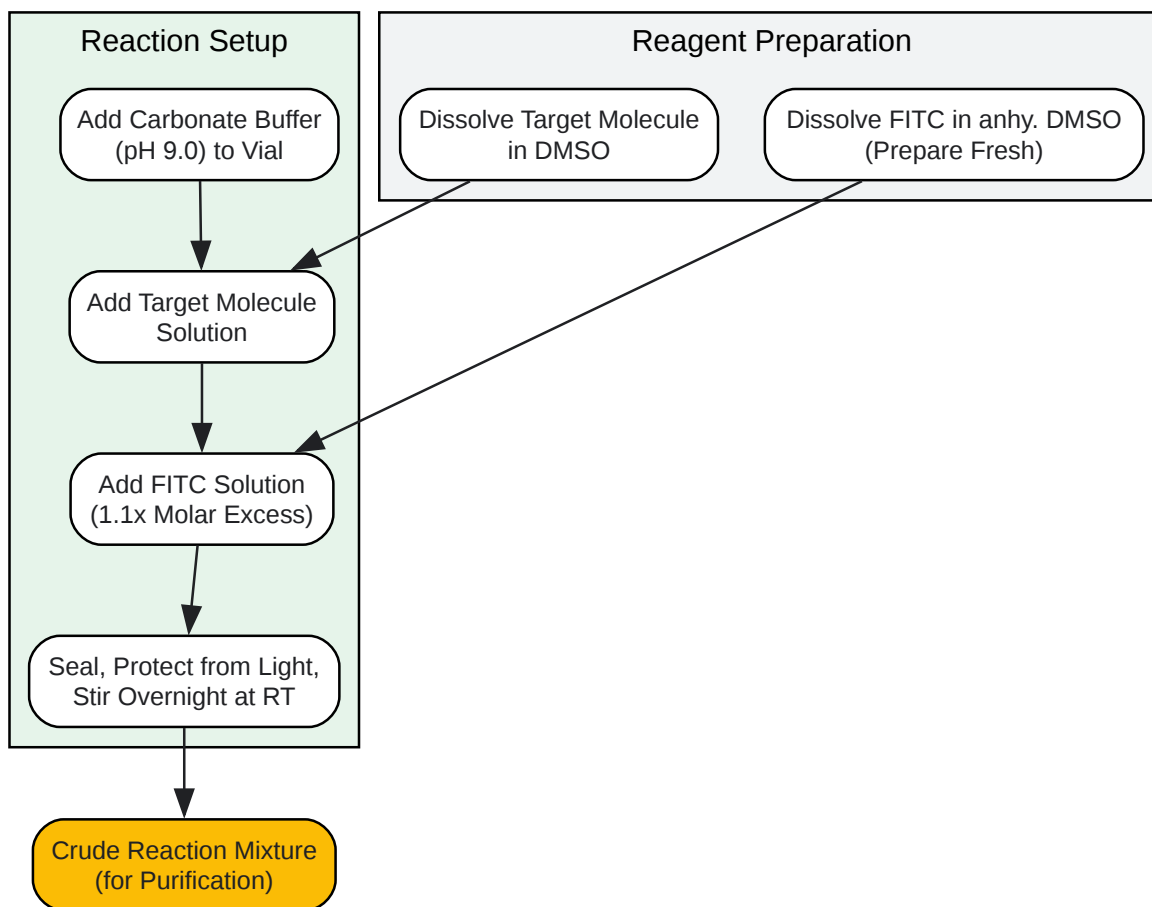 Reaction Setup
Reagent Preparation
Add Carbonate Buffer
(pH 9.0) to Vial
Dissolve Target Molecule
in DMSO
Dissolve FITC in anhy. DMSO
(Prepare Fresh)
Add Target Molecule
Solution
Add FITC Solution
(1.1x Molar Excess)
Seal, Protect from Light,
Stir Overnight at RT
Crude Reaction Mixture
(for Purification)